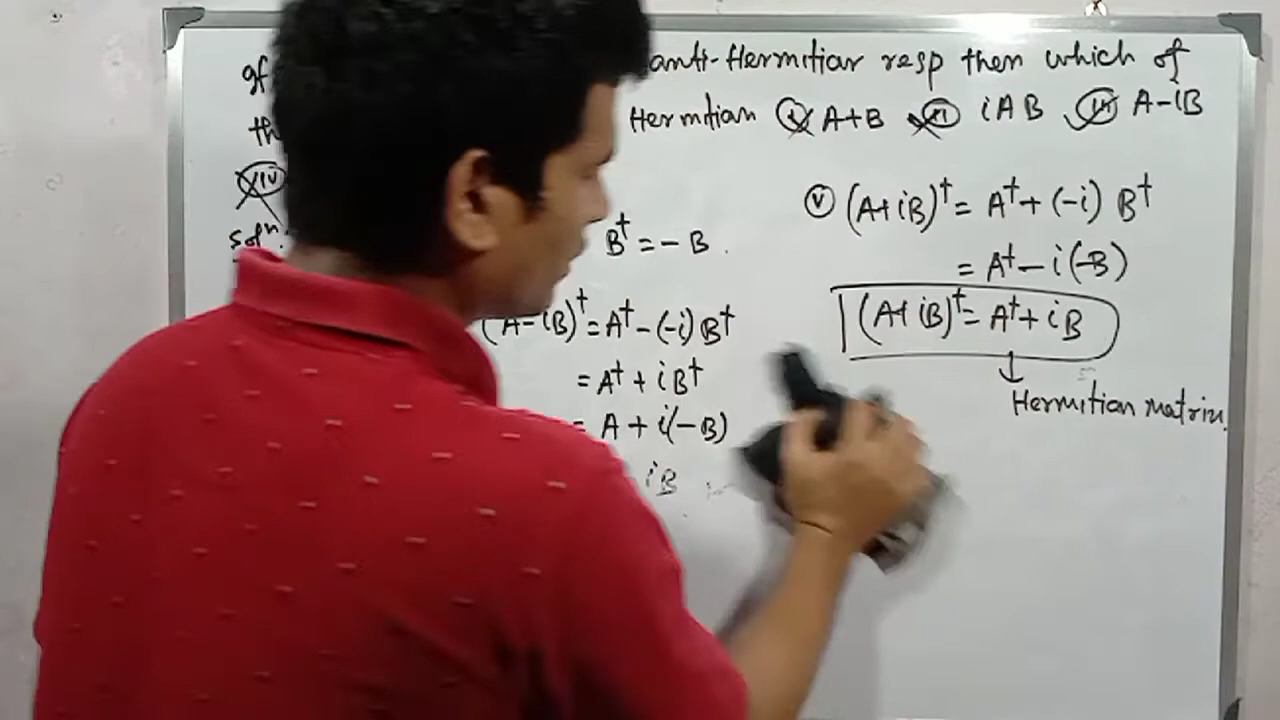 If anti-Hermitian resp then which of
th Hermitian (i) A+B (ii) iAB (iii) A-iB
(iv)
Solⁿ:
B† = -B.
(A-iB)† = A† -(-i)B†
= A† + iB†
= A + i(-B)
iB
(v) (A+iB)† = A† + (-i) B†
= A† - i(-B)
(A+iB)† = A† + iB
↓
Hermitian matrix.